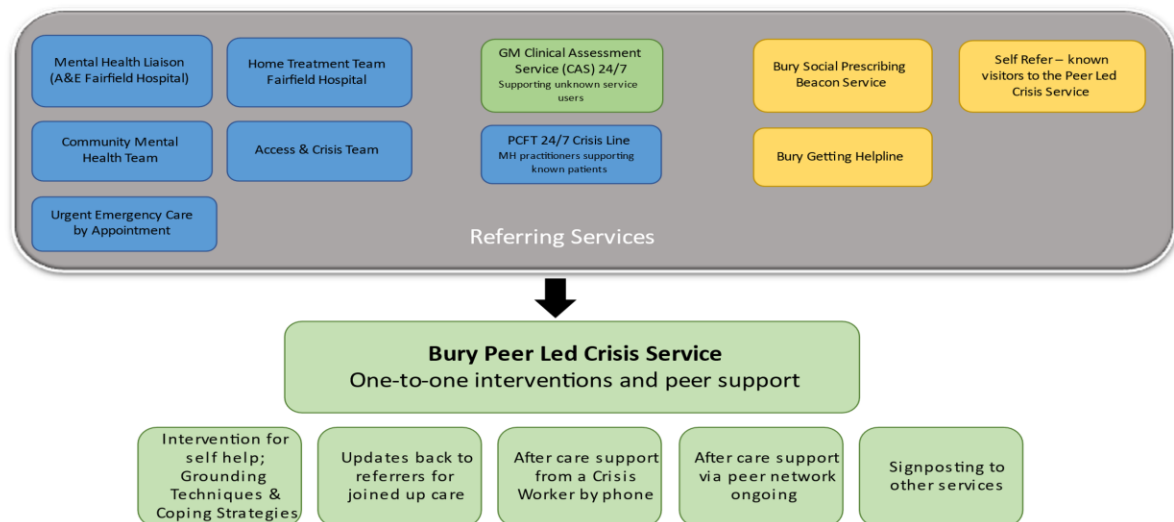 Mental Health Liaison
(A&E Fairfield Hospital)
Home Treatment Team
Fairfield Hospital
GM Clinical Assessment
Service (CAS) 24/7
Supporting unknown service
users
Bury Social Prescribing
Beacon Service
Self Refer – known
visitors to the Peer Led
Crisis Service
Community Mental
Health Team
Access & Crisis Team
PCFT 24/7 Crisis Line
MH practitioners supporting
known patients
Bury Getting Helpline
Urgent Emergency Care
by Appointment
Referring Services
Bury Peer Led Crisis Service
One-to-one interventions and peer support
Intervention for
self help;
Grounding
Techniques &
Coping Strategies
Updates back to
referrers for
joined up care
After care support
from a Crisis
Worker by phone
After care support
via peer network
ongoing
Signposting to
other services